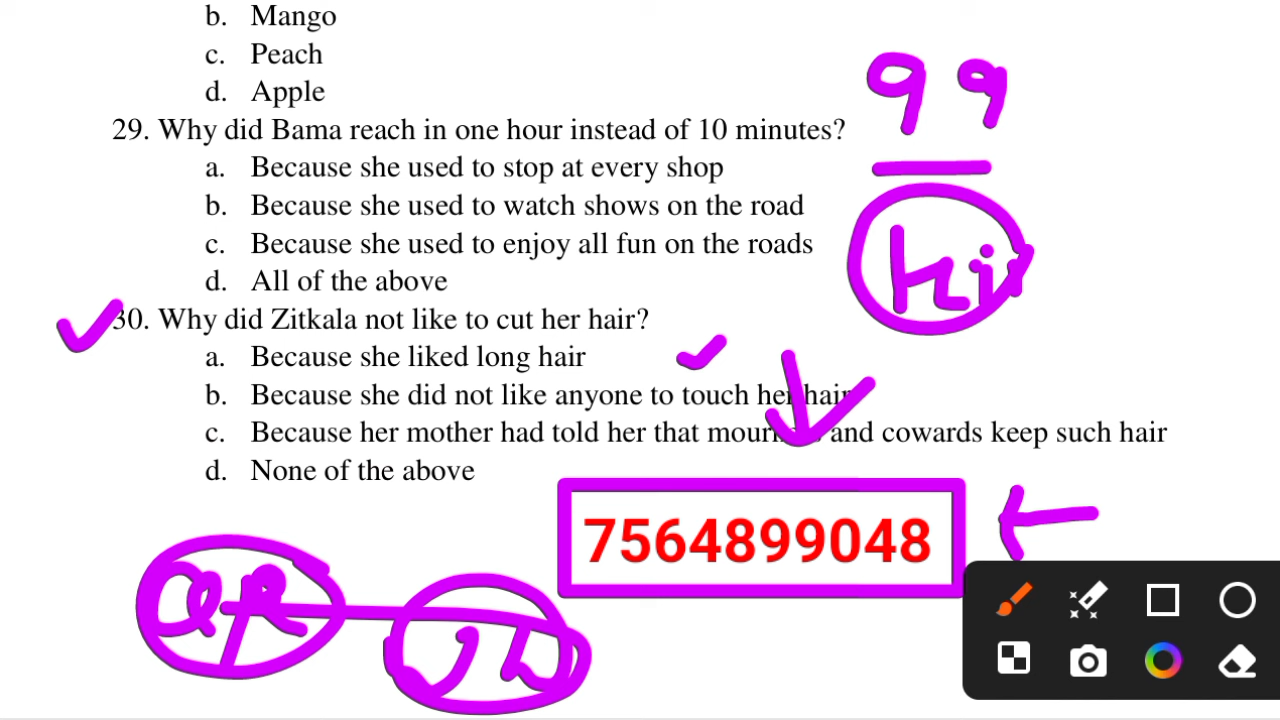 b. Mango
c. Peach
d. Apple
99
29. Why did Bama reach in one hour instead of 10 minutes?
a. Because she used to stop at every shop
b. Because she used to watch shows on the road
c. Because she used to enjoy all fun on the roads
d. All of the above
hi
30. Why did Zitkala not like to cut her hair?
a. Because she liked long hair
b. Because she did not like anyone to touch her hair
c. Because her mother had told her that and cowards keep such hair
d. None of the above
7564899048